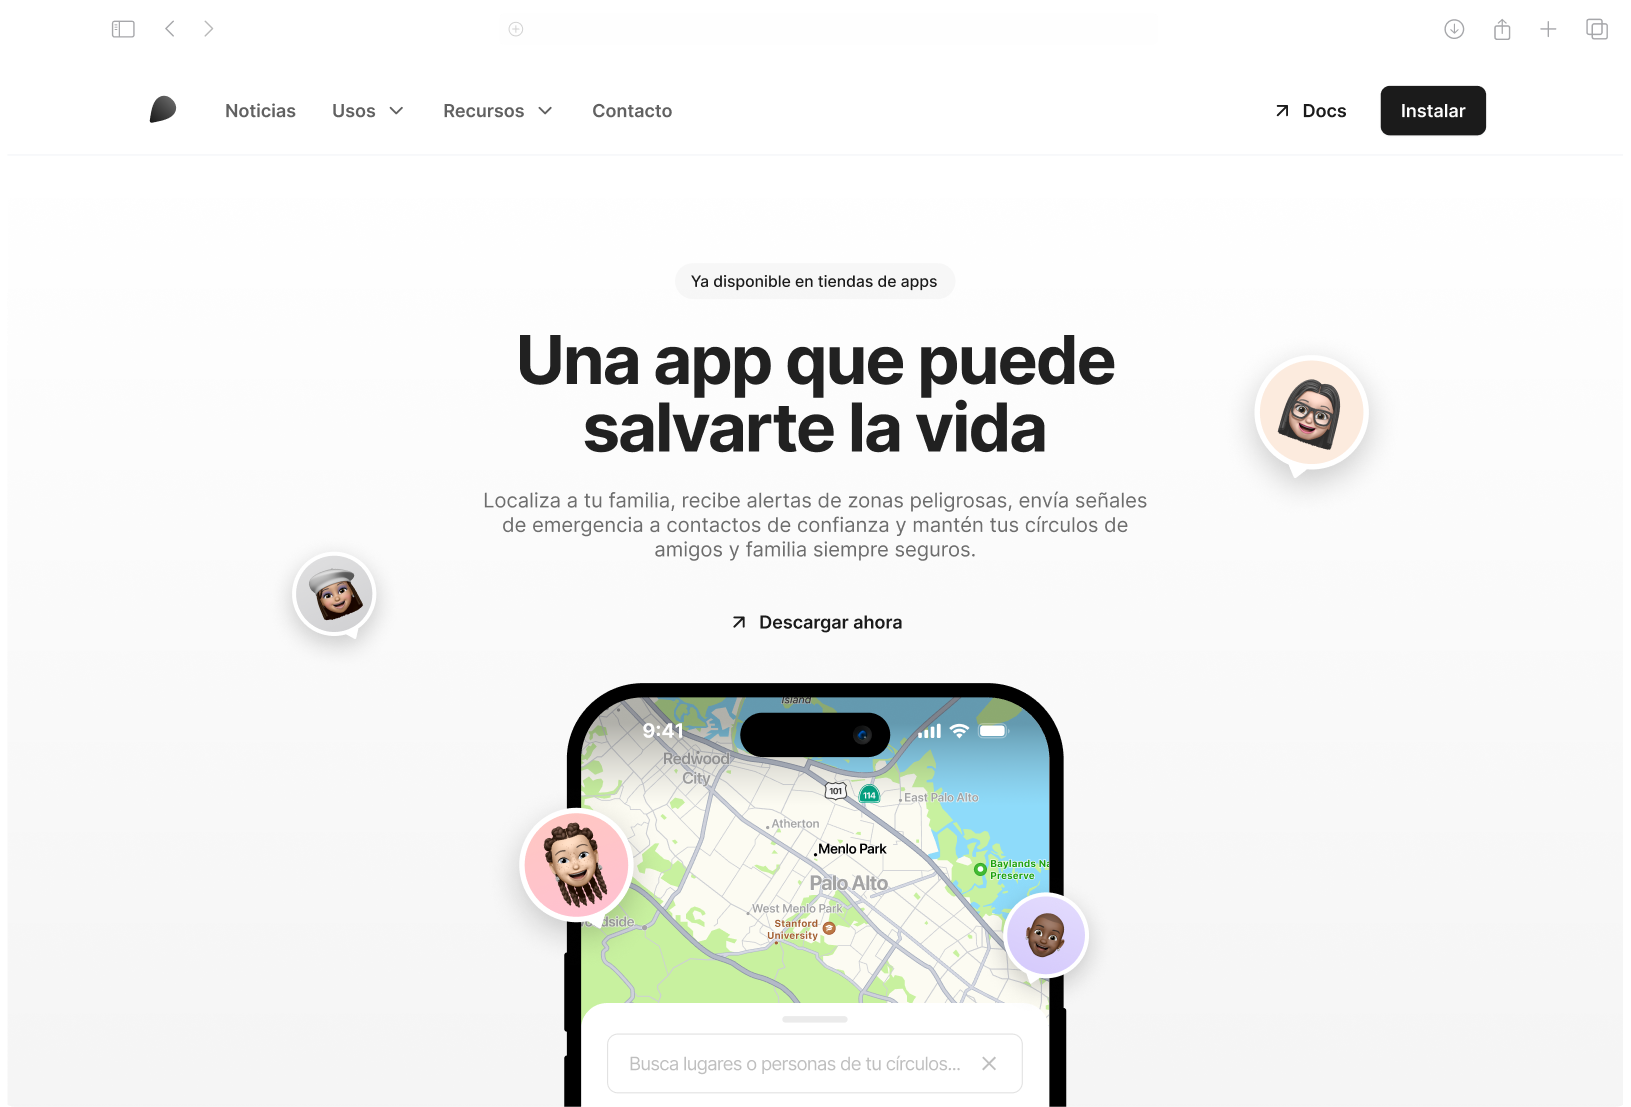 Noticias
Usos
Recursos
Contacto
Docs
Instalar
Ya disponible en tiendas de apps
Una app que puede
salvarte la vida
Localiza a tu familia, recibe alertas de zonas peligrosas, envía señales
de emergencia a contactos de confianza y mantén tus círculos de
amigos y familia siempre seguros.
Descargar ahora
Island
9:41
Redwood
City
101
114
East Palo Alto
Atherton
Menlo Park
Baylands Na
Preserve
Palo Alto
West Menlo Park
Stanford
University
dside
Busca lugares o personas de tu círculos...